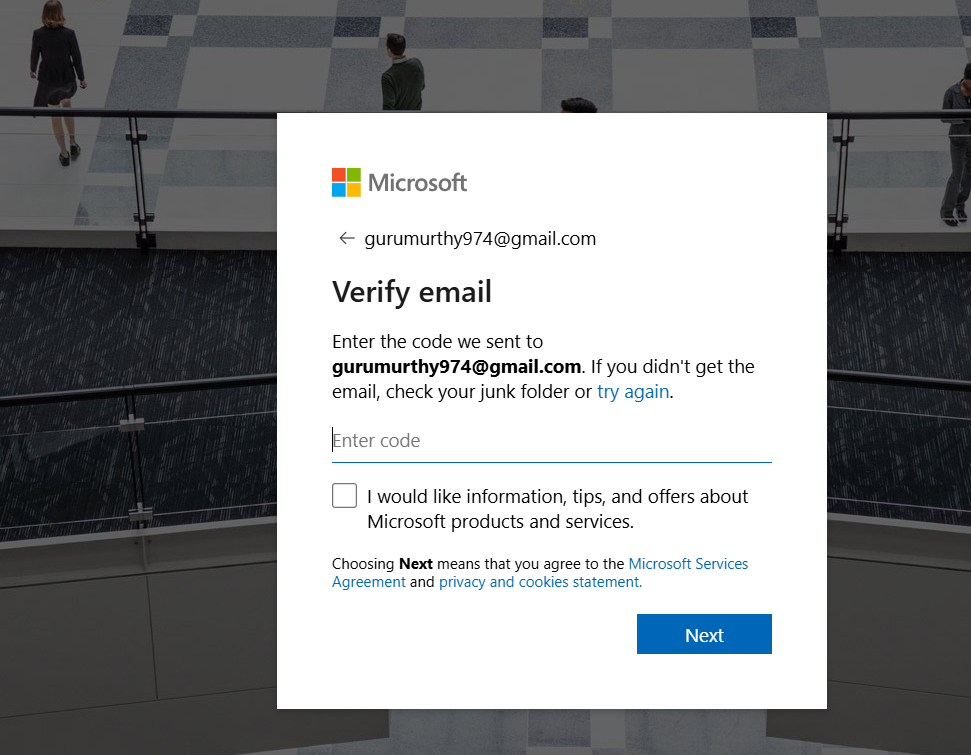 Microsoft
gurumurthy974@gmail.com
Verify email
Enter the code we sent to
gurumurthy974@gmail.com. If you didn't get the
email, check your junk folder or try again.
Enter code
I would like information, tips, and offers about
Microsoft products and services.
Choosing Next means that you agree to the Microsoft Services
Agreement and privacy and cookies statement.
Next